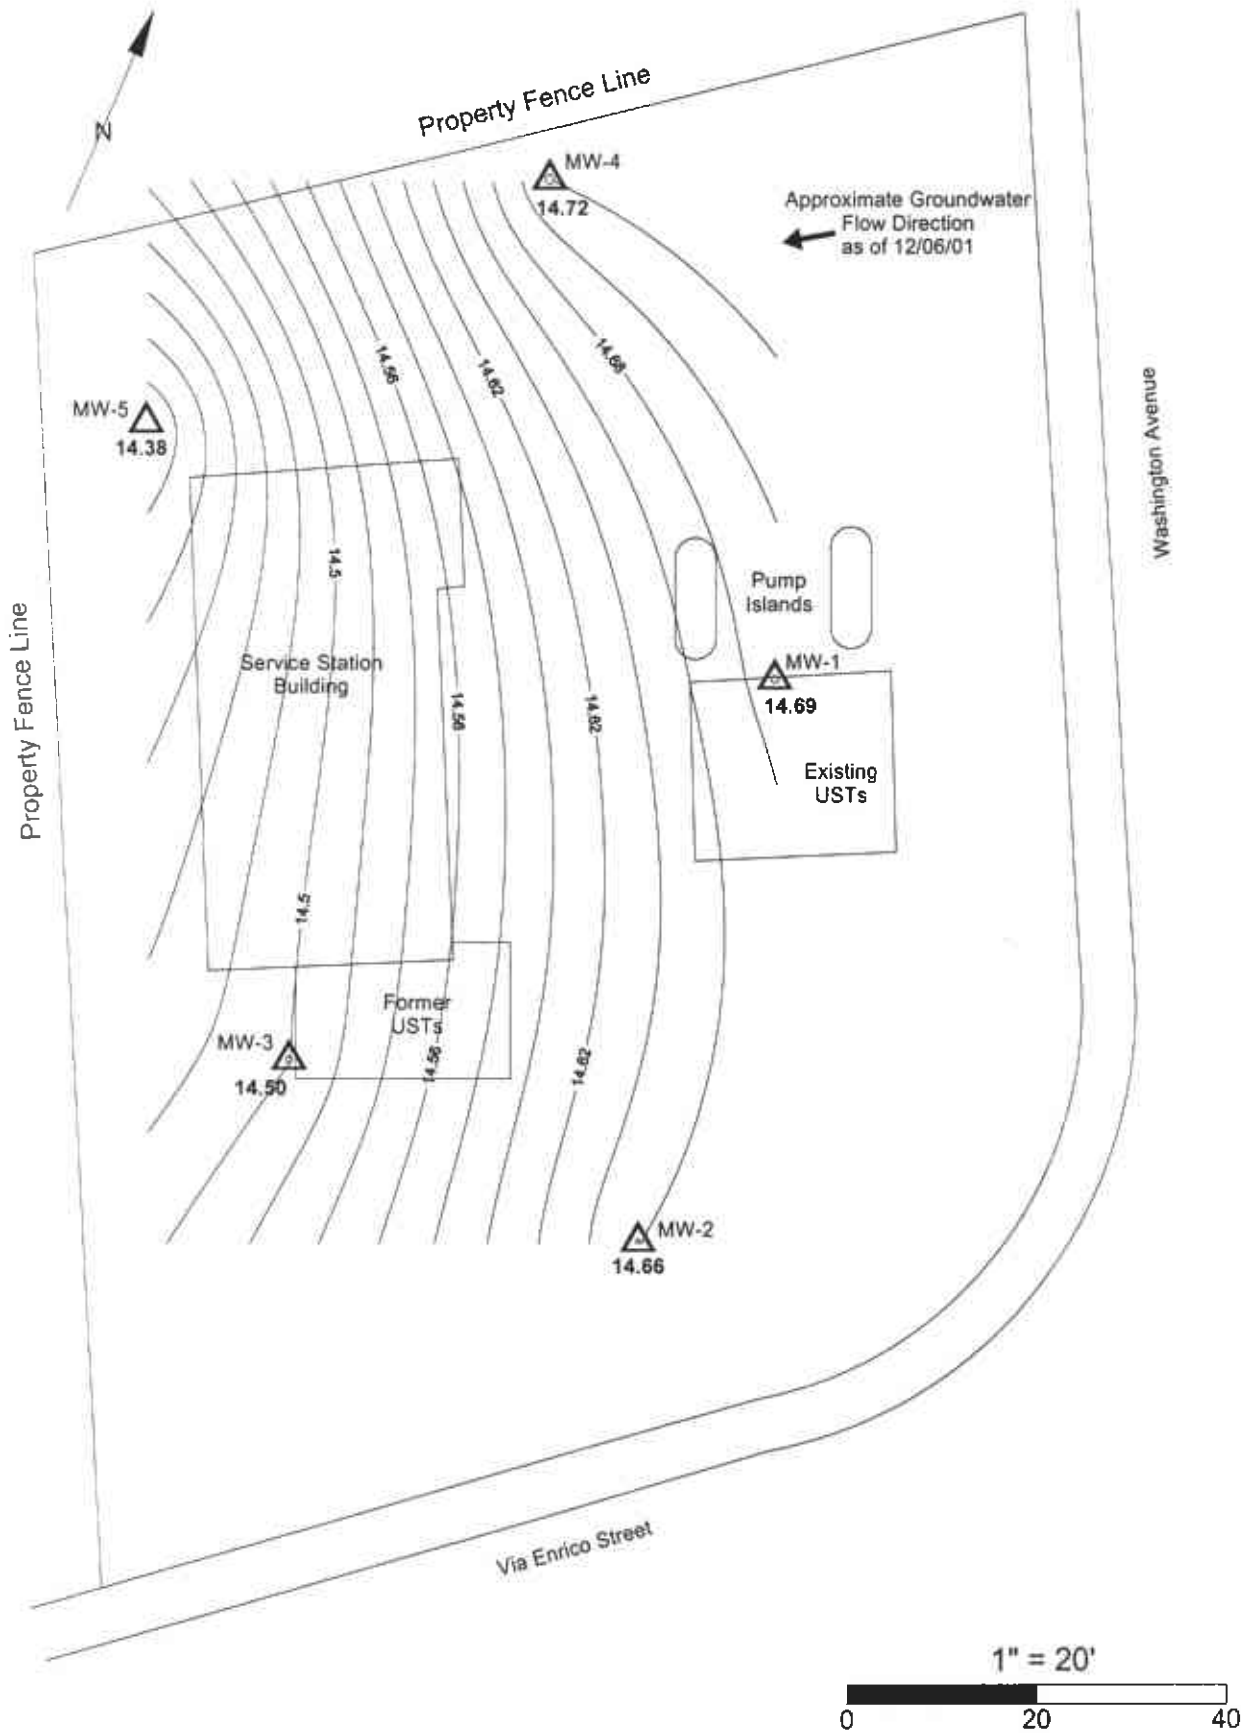 Property Fence Line
N
MW-4
14.72
Approximate Groundwater
Flow Direction
as of 12/06/01
14.56
14.62
14.68
MW-5
14.38
Washington Avenue
14.5
Pump
Islands
Property Fence Line
Service Station
Building
MW-1
14.69
14.56
14.62
Existing
USTs
14.5
Former
USTs
MW-3
14.50
14.56
14.62
MW-2
14.66
Via Enrico Street
1" = 20'
0
20
40